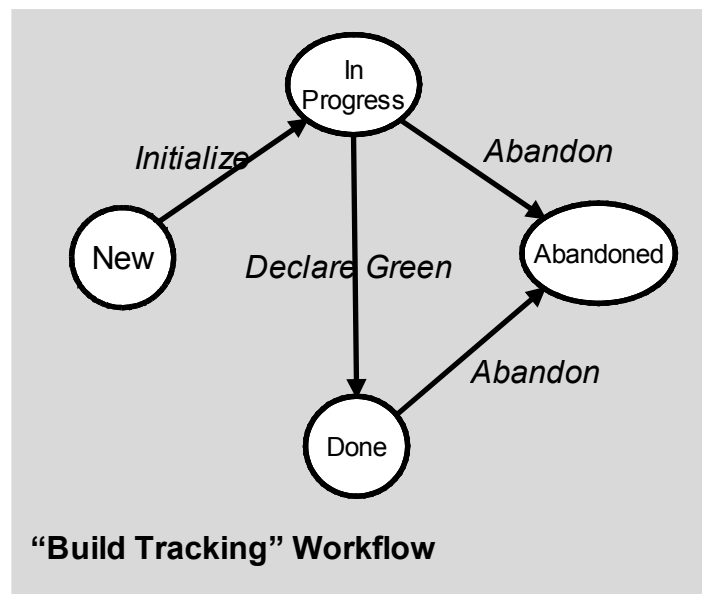 In
Progress
Initialize
Abandon
New
Declare Green
Abandoned
Abandon
Done
“Build Tracking” Workflow